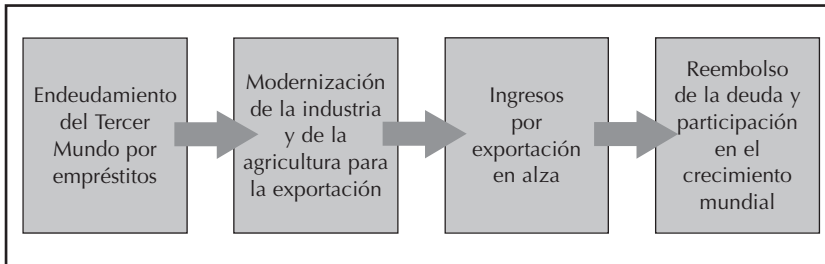 Endeudamiento
del Tercer
Mundo por
empréstitos
Modernización
de la industria
y de la
agricultura para
la exportación
Ingresos
por
exportación
en alza
Reembolso
de la deuda y
participación
en el
crecimiento
mundial